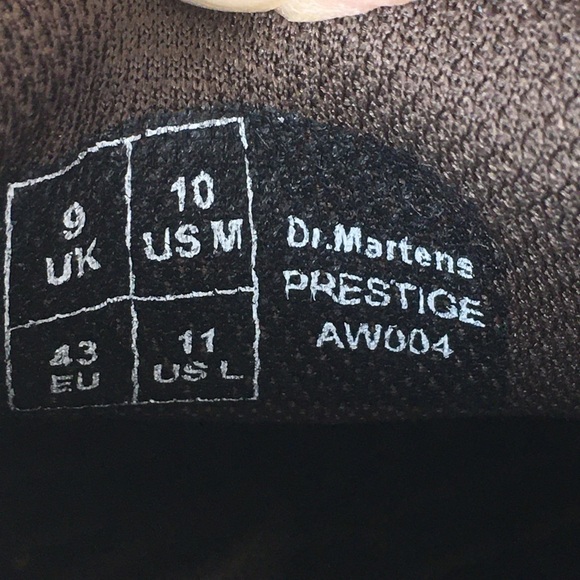 9
UK
10
US M
43
EU
11
US L
Dr.Martens
PRESTIGE
AW004